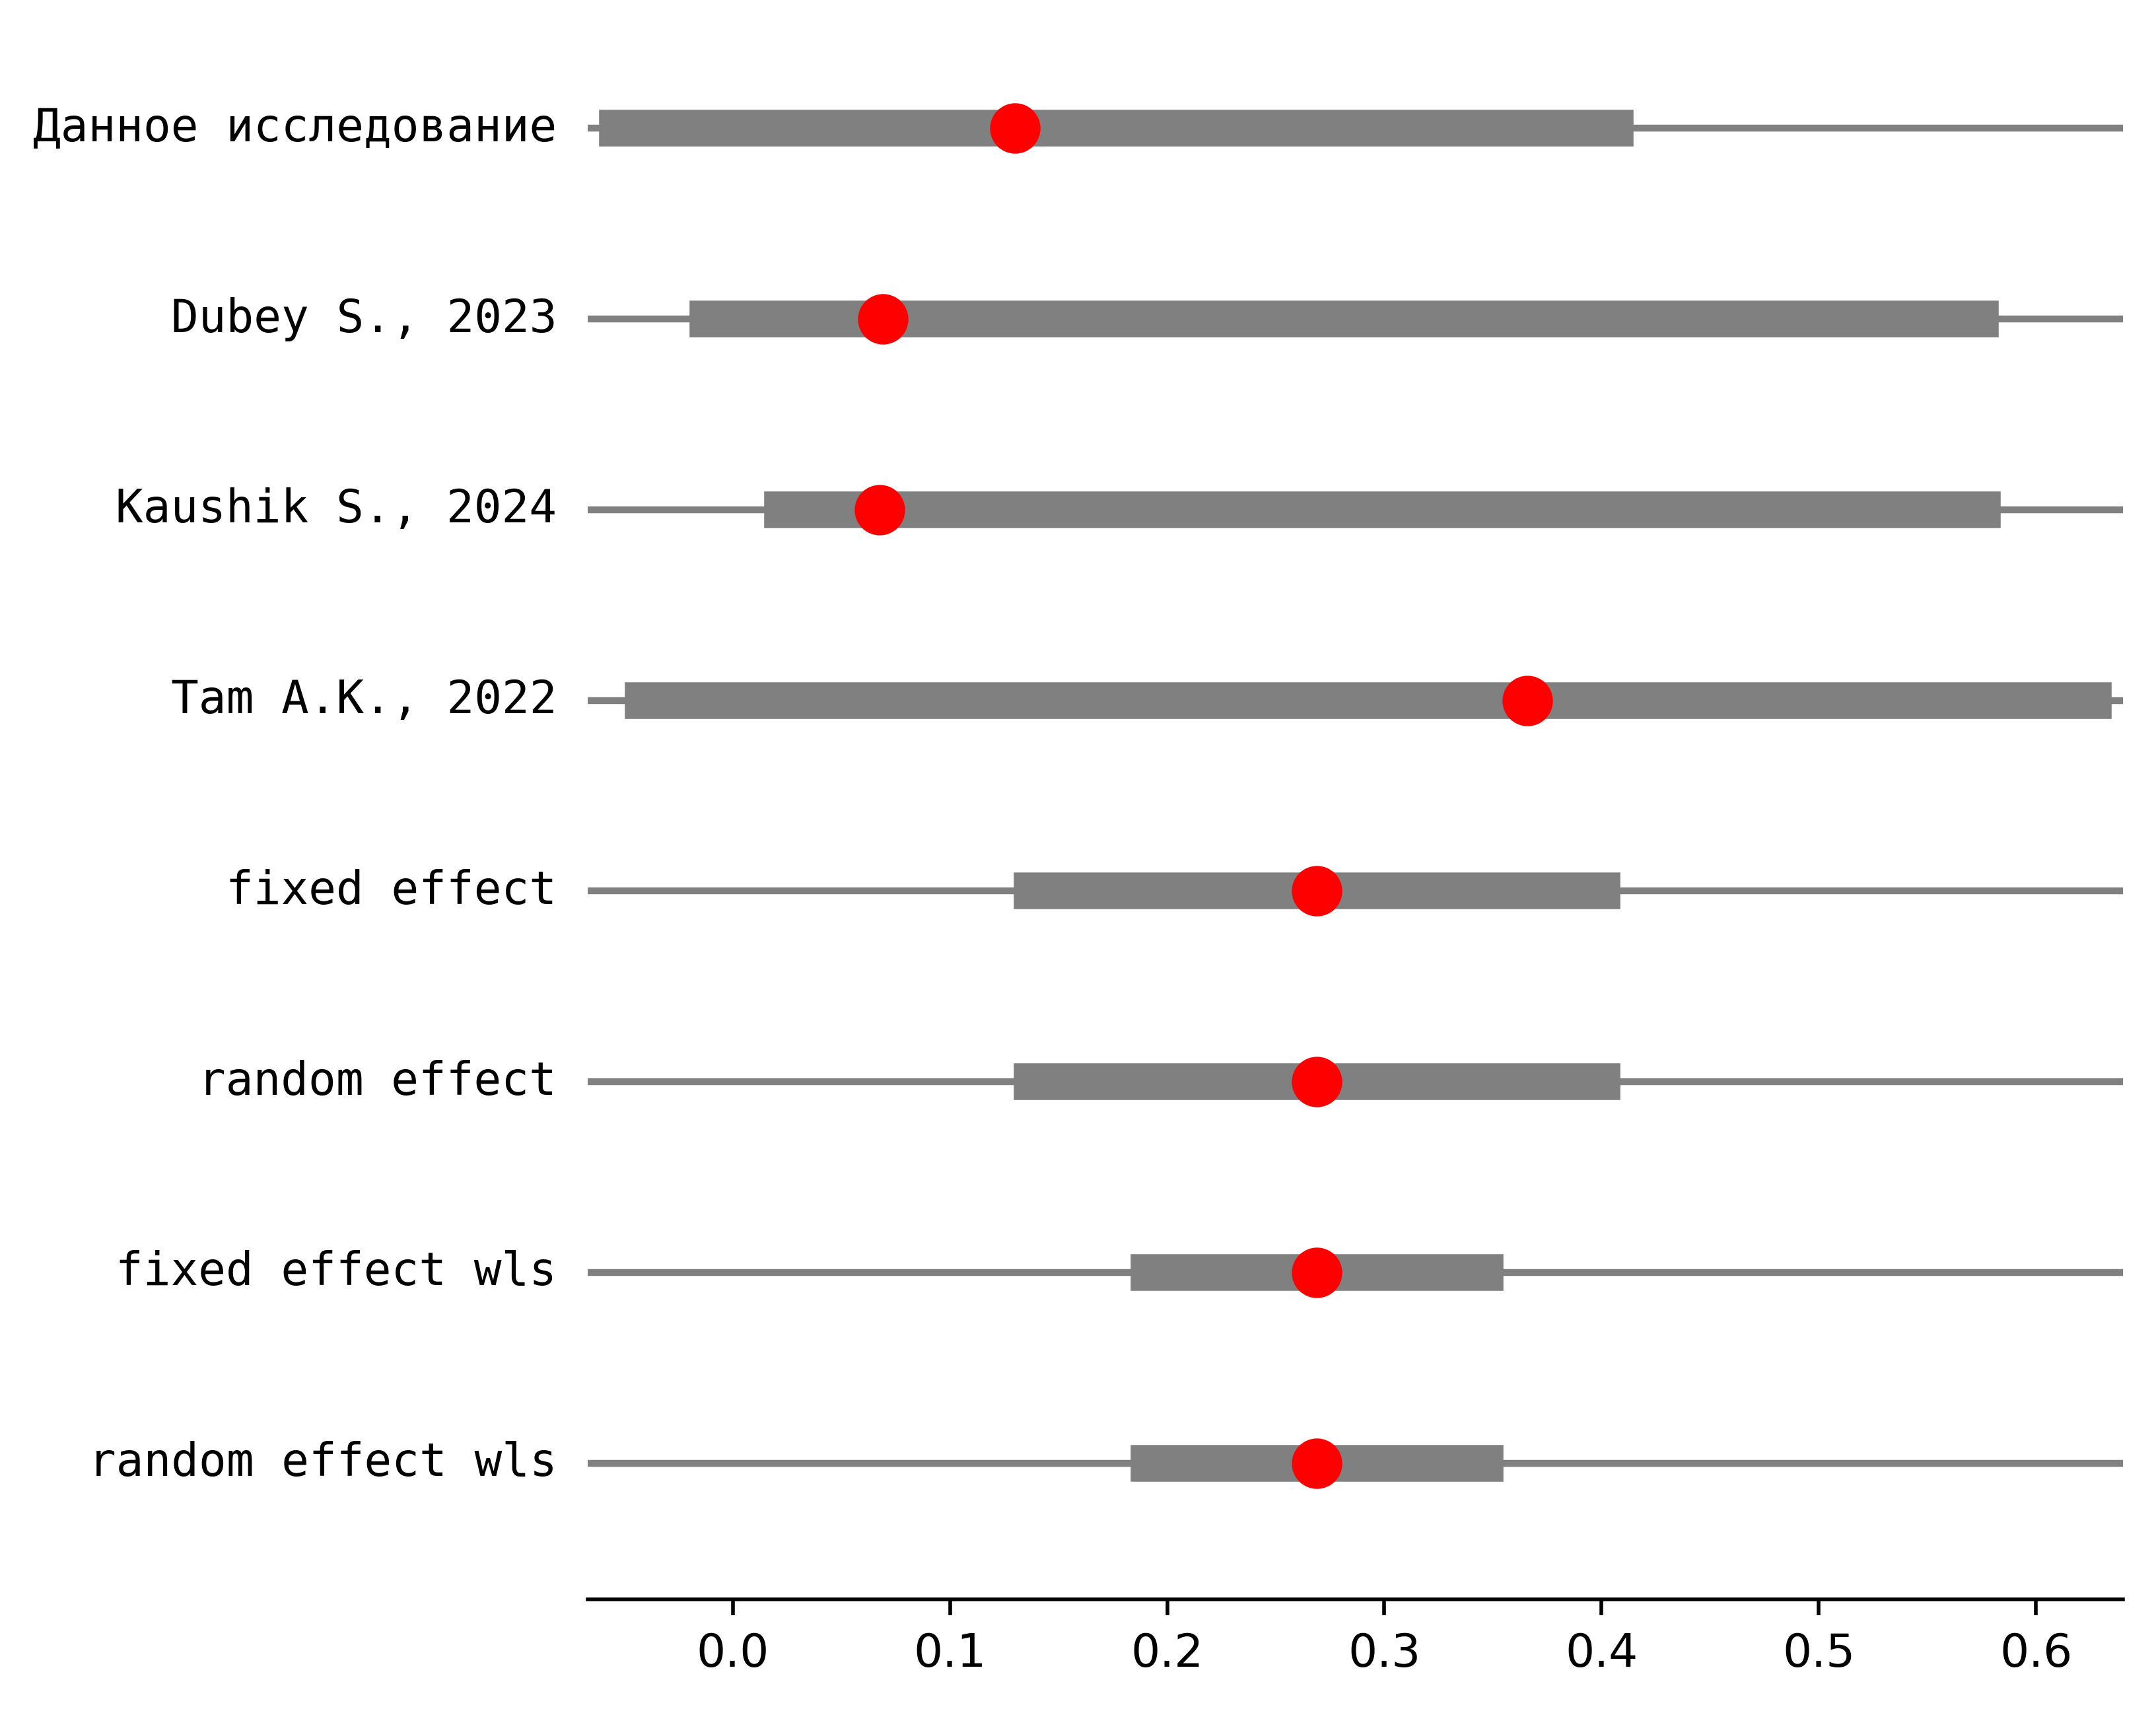 Данное исследование
Dubey S., 2023
Kaushik S., 2024
Tam A.K., 2022
fixed effect
random effect
fixed effect wls
random effect wls
0.0 0.1 0.2 0.3 0.4 0.5 0.6